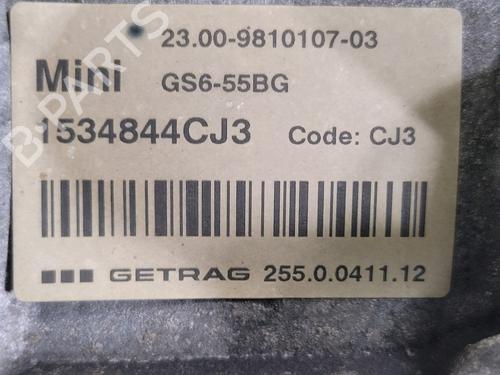 23.00-9810107-03
Mini GS6-55BG
1534844CJ3 Code: CJ3
GETRAG 255.0.0411.12
B-PARTS